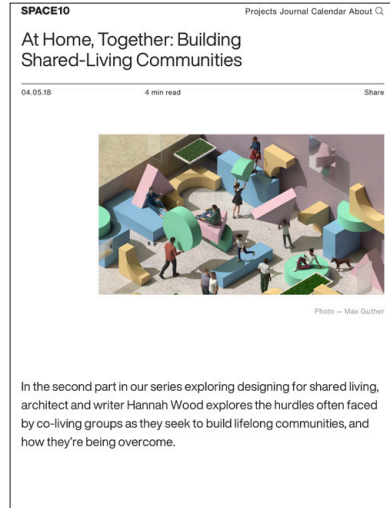 SPACE10
Projects Journal Calendar About
At Home, Together: Building
Shared-Living Communities
04.05.18
4 min read
Share
Photo — Max Guther
In the second part in our series exploring designing for shared living,
architect and writer Hannah Wood explores the hurdles often faced
by co-living groups as they seek to build lifelong communities, and
how they're being overcome.